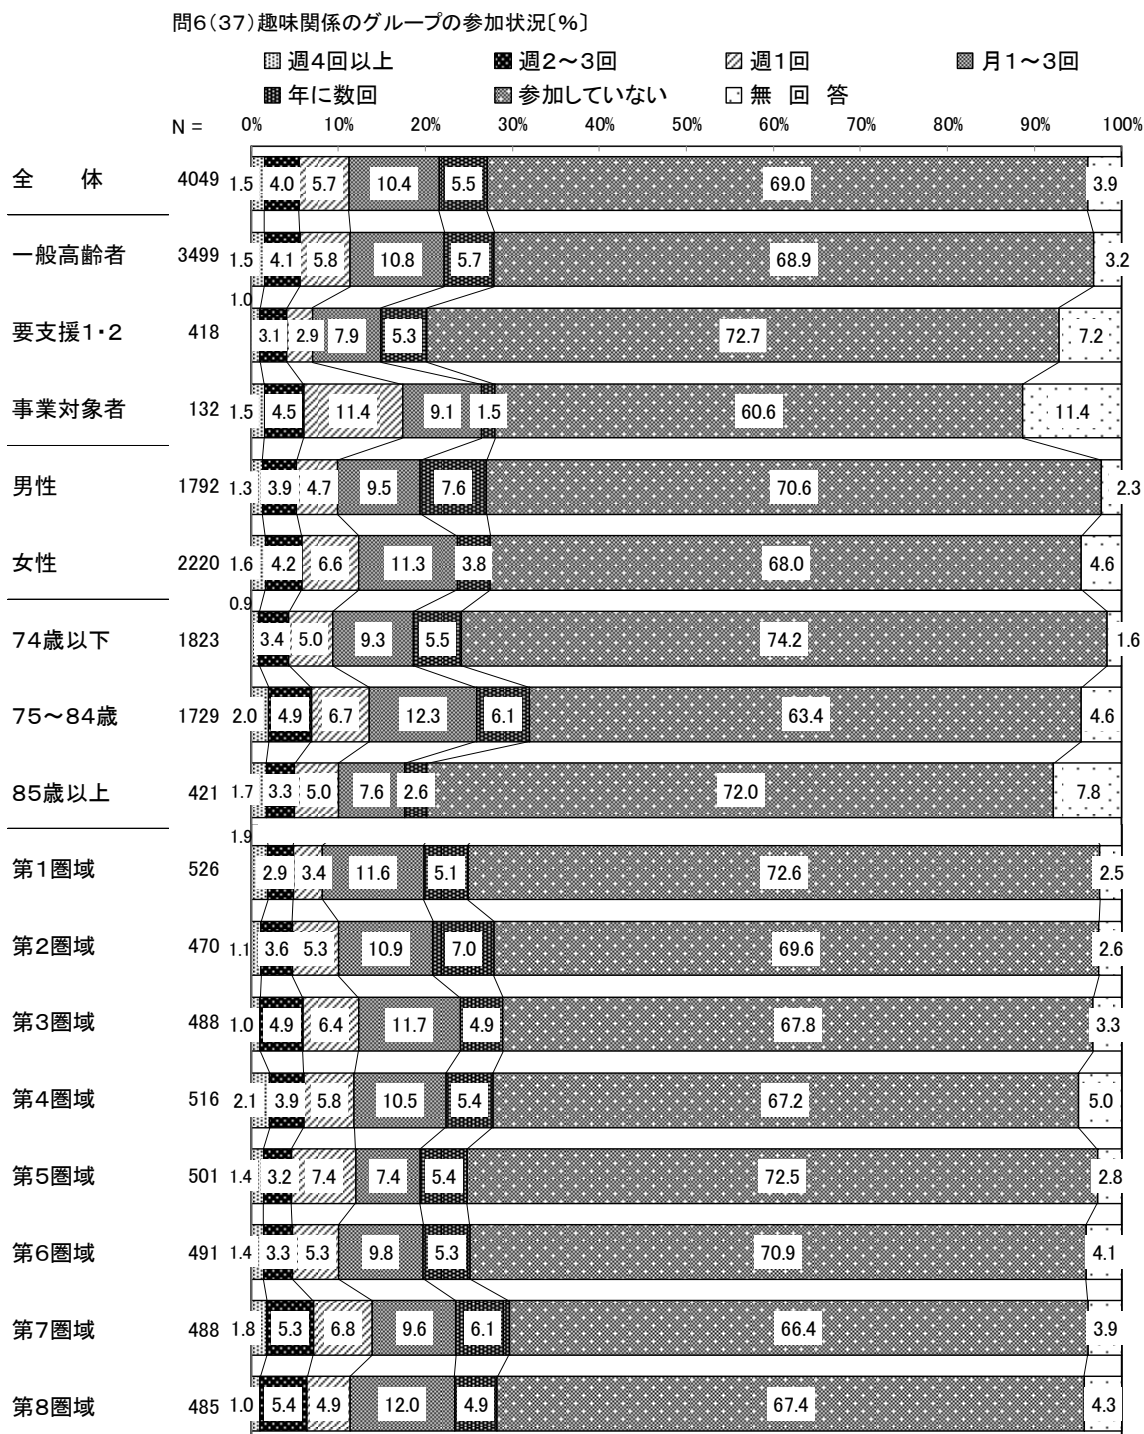 問6(37)趣味関係のグループの参加状況〔%〕
週4回以上 週2～3回 週1回 月1～3回
年に数回 参加していない 無　回　答
N = 0% 10% 20% 30% 40% 50% 60% 70% 80% 90% 100%
全　体 4049 1.5 4.0 5.7 10.4 5.5 69.0 3.9
一般高齢者 3499 1.5 4.1 5.8 10.8 5.7 68.9 3.2
要支援1・2 418 1.0 3.1 2.9 7.9 5.3 72.7 7.2
事業対象者 132 1.5 4.5 11.4 9.1 1.5 60.6 11.4
男性 1792 1.3 3.9 4.7 9.5 7.6 70.6 2.3
女性 2220 1.6 4.2 6.6 11.3 3.8 68.0 4.6
74歳以下 1823 0.9 3.4 5.0 9.3 5.5 74.2 1.6
75～84歳 1729 2.0 4.9 6.7 12.3 6.1 63.4 4.6
85歳以上 421 1.7 3.3 5.0 7.6 2.6 72.0 7.8
第1圏域 526 1.9 2.9 3.4 11.6 5.1 72.6 2.5
第2圏域 470 1.1 3.6 5.3 10.9 7.0 69.6 2.6
第3圏域 488 1.0 4.9 6.4 11.7 4.9 67.8 3.3
第4圏域 516 2.1 3.9 5.8 10.5 5.4 67.2 5.0
第5圏域 501 1.4 3.2 7.4 7.4 5.4 72.5 2.8
第6圏域 491 1.4 3.3 5.3 9.8 5.3 70.9 4.1
第7圏域 488 1.8 5.3 6.8 9.6 6.1 66.4 3.9
第8圏域 485 1.0 5.4 4.9 12.0 4.9 67.4 4.3